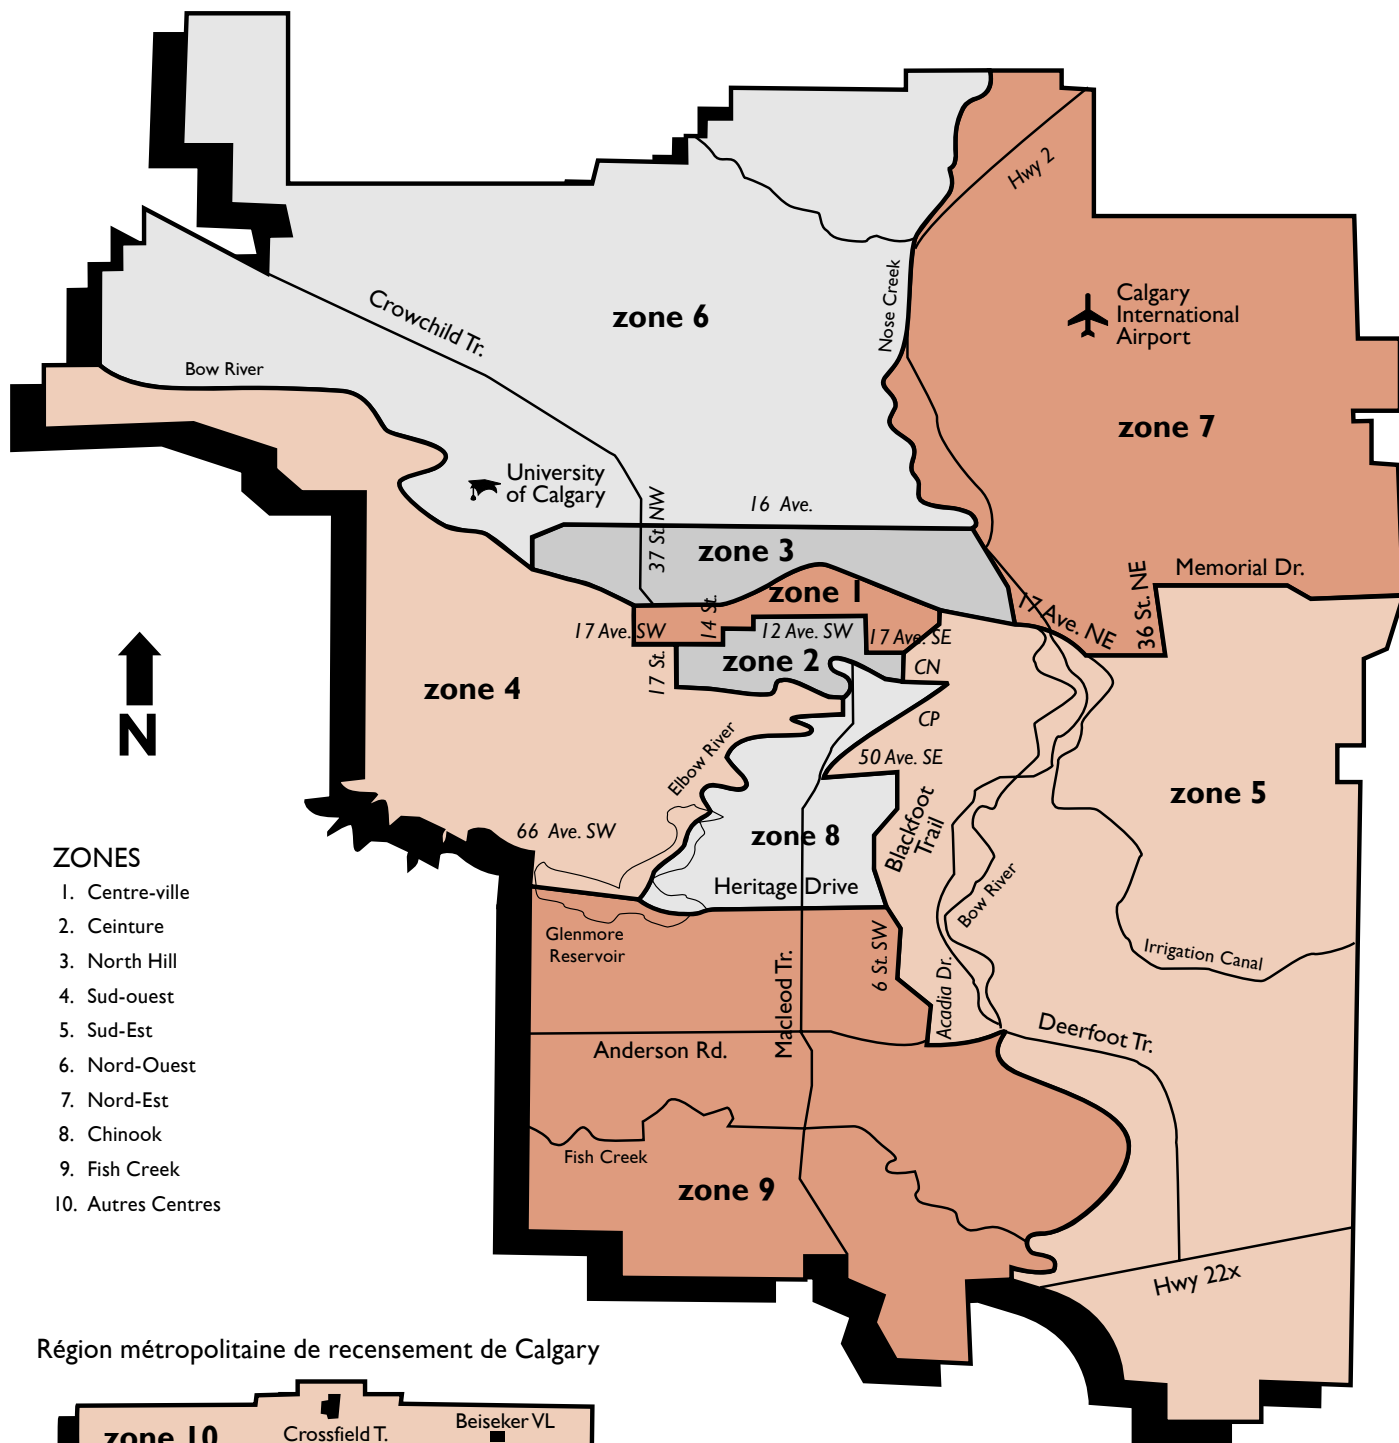 Hwy 2
Nose Creek
Calgary
International
Airport
zone 6
Crowchild Tr.
Bow River
zone 7
University
of Calgary
37 St. NW
16 Ave.
zone 3
Memorial Dr.
36 St. NE
17 Ave. NE
zone 1
14 St.
17 Ave. SW
12 Ave. SW
17 Ave. SE
zone 2
17 St.
CN
zone 4
CP
N
Elbow River
50 Ave. SE
zone 5
Blackfoot
Trail
66 Ave. SW
zone 8
Heritage Drive
Bow River
Glenmore
Reservoir
6 St. SW
Macleod Tr.
Acadia Dr.
Irrigation Canal
Deerfoot Tr.
Anderson Rd.
Fish Creek
zone 9
Hwy 22x
ZONES
1. Centre-ville
2. Ceinture
3. North Hill
4. Sud-ouest
5. Sud-Est
6. Nord-Ouest
7. Nord-Est
8. Chinook
9. Fish Creek
10. Autres Centres
Région métropolitaine de recensement de Calgary
zone 10
Crossfield T.
Beiseker VL